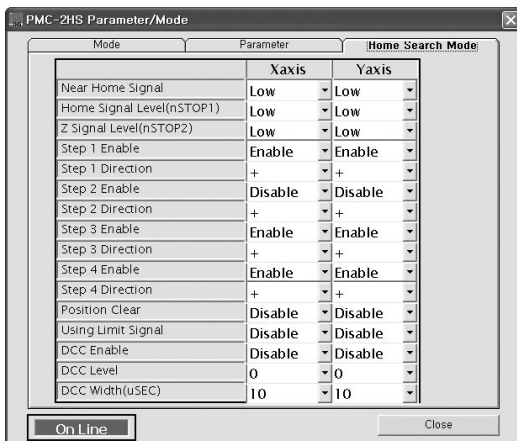 PMC-2HS Parameter/Mode
Mode Parameter Home Search Mode
Xaxis Yaxis
Near Home Signal Low Low
Home Signal Level(nSTOP1) Low Low
Z Signal Level(nSTOP2) Low Low
Step 1 Enable Enable Enable
Step 1 Direction + +
Step 2 Enable Disable Disable
Step 2 Direction + +
Step 3 Enable Enable Enable
Step 3 Direction + +
Step 4 Enable Enable Enable
Step 4 Direction + +
Position Clear Disable Disable
Using Limit Signal Disable Disable
DCC Enable Disable Disable
DCC Level 0 0
DCC Width(uSEC) 10 10
On Line Close